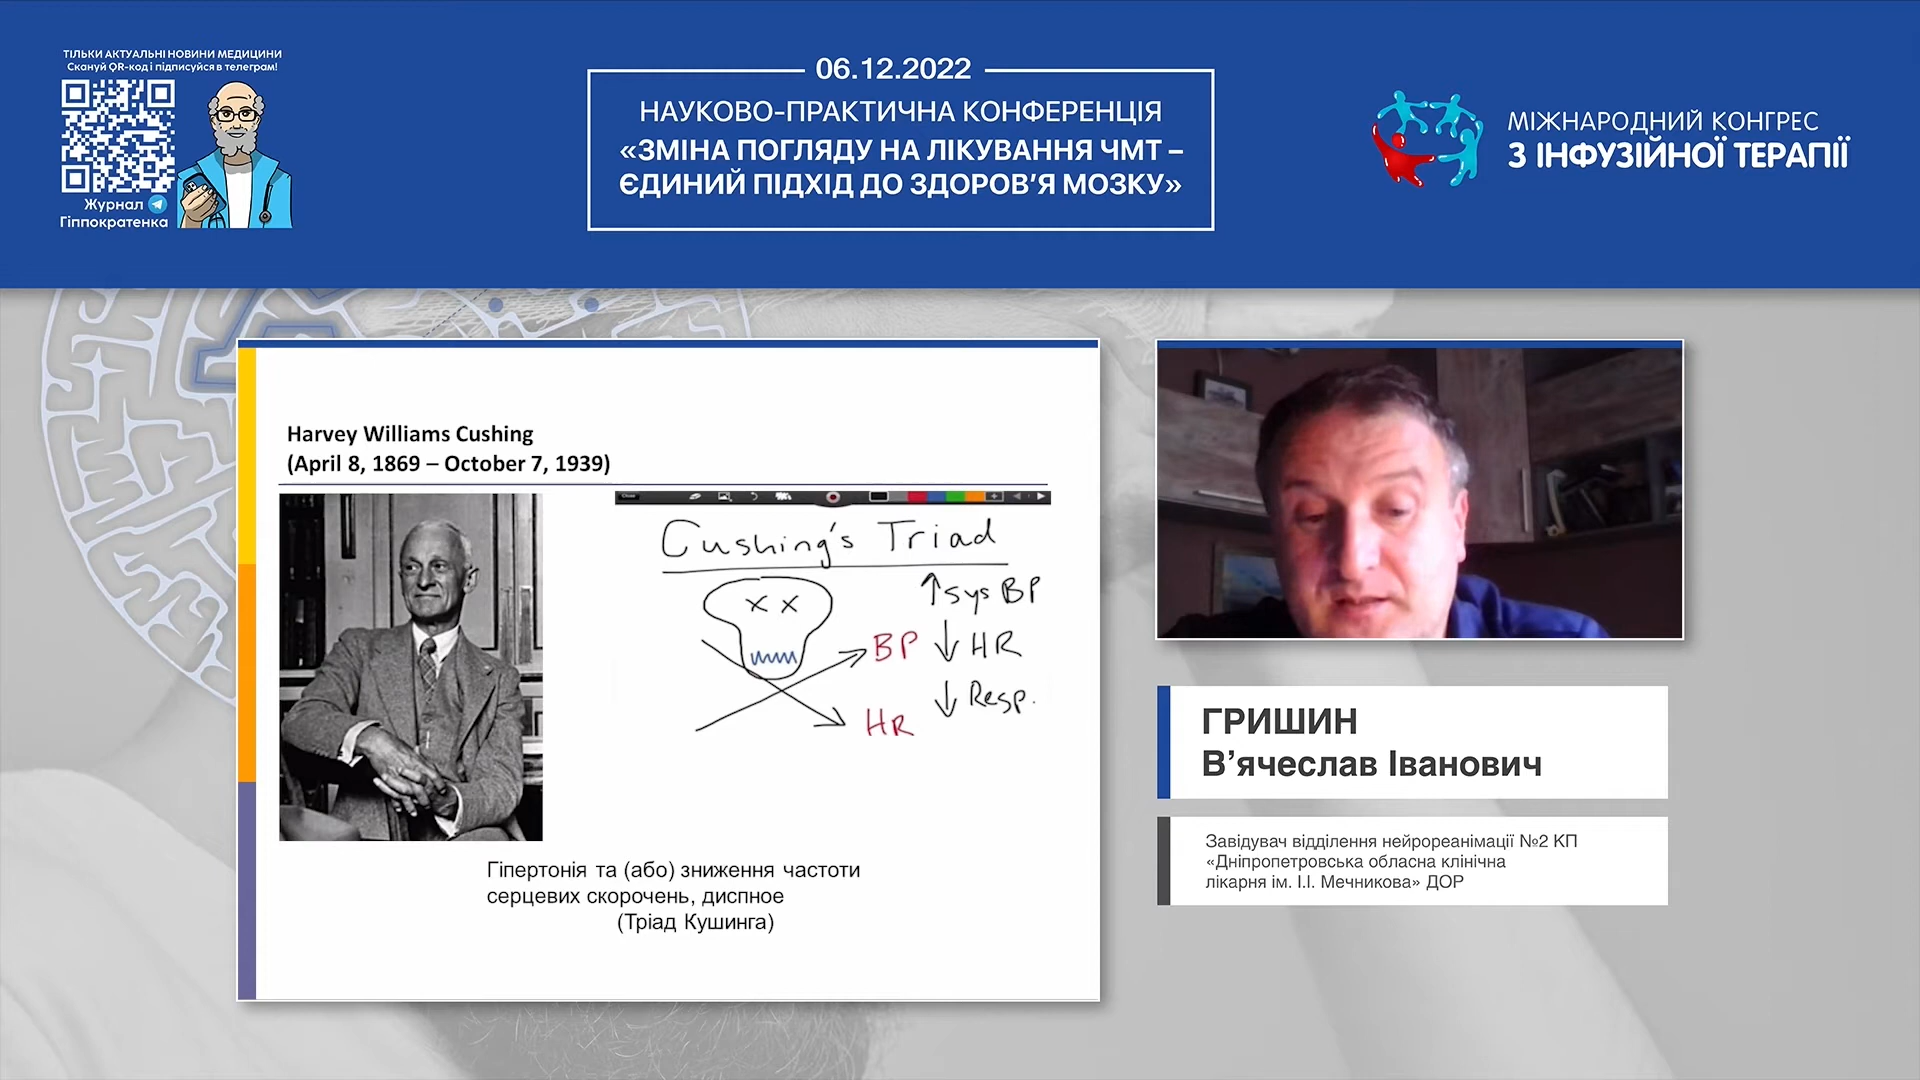 ТІЛЬКИ АКТУАЛЬНІ НОВИНИ МЕДИЦИНИ
Скануй QR-код і підписуйся в телеграм!
Журнал
Гіппократенка
06.12.2022
НАУКОВО-ПРАКТИЧНА КОНФЕРЕНЦІЯ
«ЗМІНА ПОГЛЯДУ НА ЛІКУВАННЯ ЧМТ –
ЄДИНИЙ ПІДХІД ДО ЗДОРОВ’Я МОЗКУ»
МІЖНАРОДНИЙ КОНГРЕС
З ІНФУЗІЙНОЇ ТЕРАПІЇ
Harvey Williams Cushing
(April 8, 1869 – October 7, 1939)
Cushing's Triad
↑ sys BP
BP ↓ HR
↓ Resp.
HR
Гіпертонія та (або) зниження частоти
серцевих скорочень, диспное
(Тріад Кушинга)
ГРИШИН
В’ячеслав Іванович
Завідувач відділення нейрореанімації №2 КП
«Дніпропетровська обласна клінічна
лікарня ім. І.І. Мечникова» ДОР